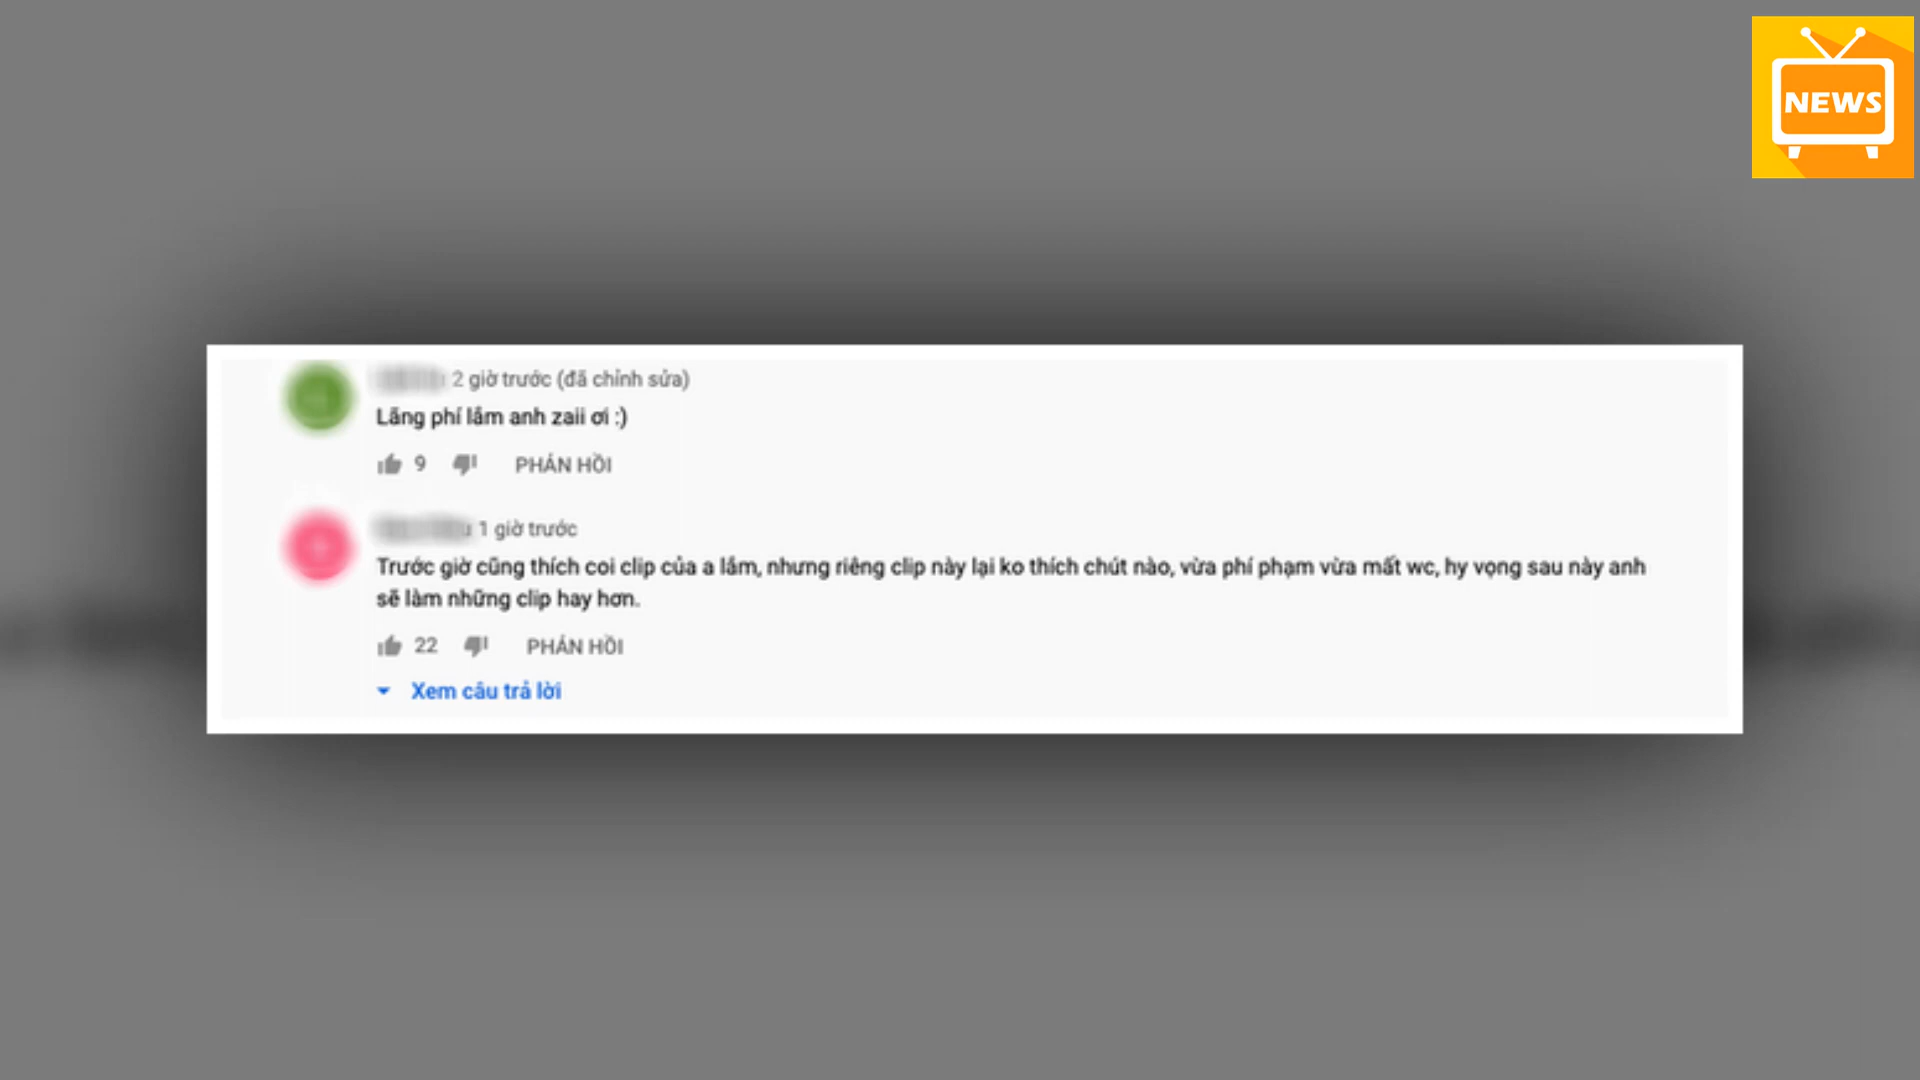 NEWS
2 giờ trước (đã chỉnh sửa)
Lãng phí lắm anh zaii ơi :)
9 PHẢN HỒI
1 giờ trước
Trước giờ cũng thích coi clip của a lắm, nhưng riêng clip này lại ko thích chút nào, vừa phí phạm vừa mất wc, hy vọng sau này anh
sẽ làm những clip hay hơn.
22 PHẢN HỒI
Xem câu trả lời